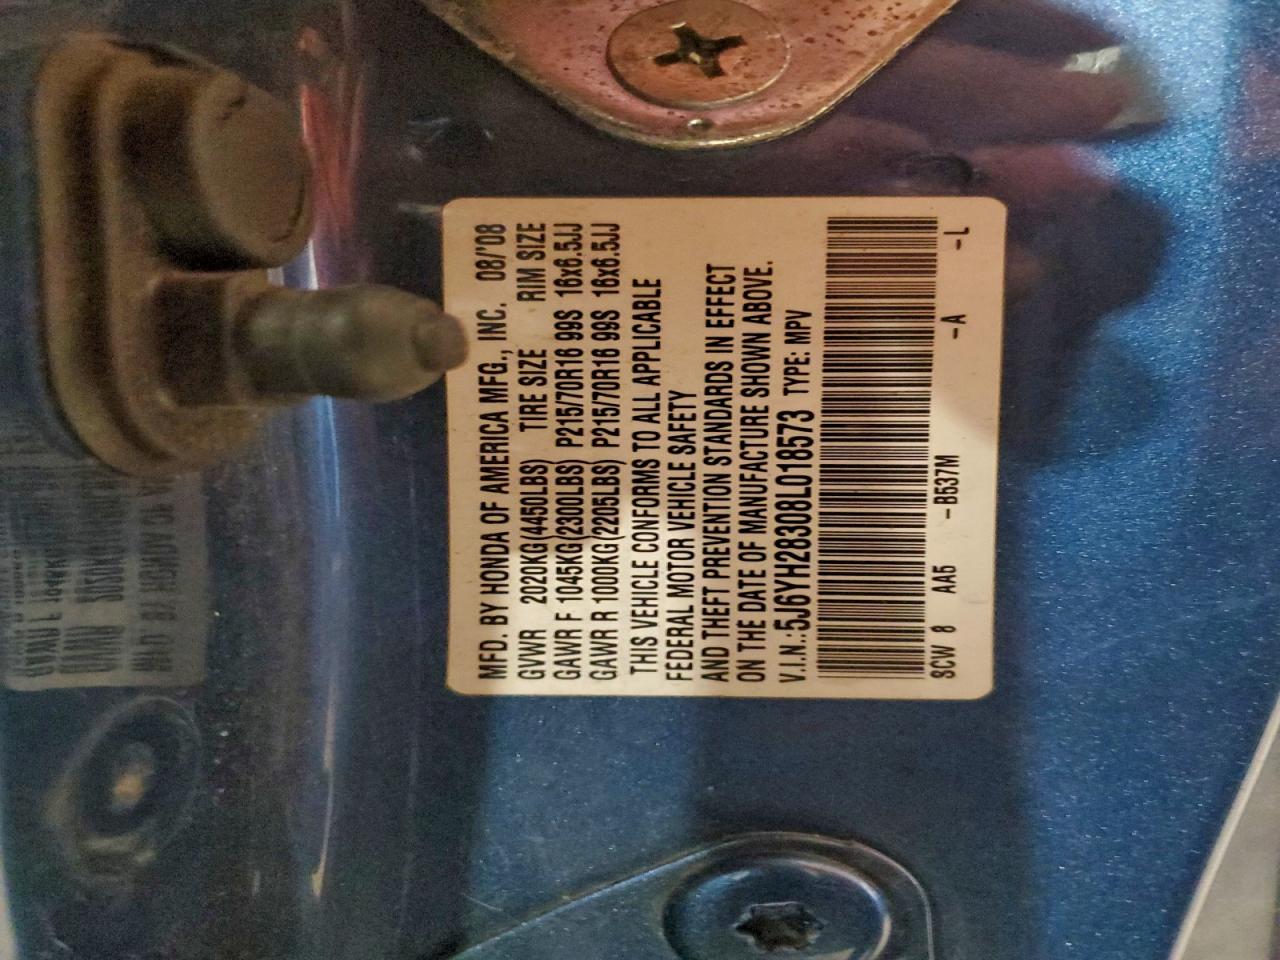 MFD. BY HONDA OF AMERICA MFG., INC. 08/'08
GVWR 2020KG(4450LBS) TIRE SIZE RIM SIZE
GAWR F 1045KG(2300LBS) P215/70R16 99S 16x6.5JJ
GAWR R 1000KG(2205LBS) P215/70R16 99S 16x6.5JJ
THIS VEHICLE CONFORMS TO ALL APPLICABLE
FEDERAL MOTOR VEHICLE SAFETY
AND THEFT PREVENTION STANDARDS IN EFFECT
ON THE DATE OF MANUFACTURE SHOWN ABOVE.
V.I.N.: 5J6YH28308L018573 TYPE: MPV
SCW 8 AA5 -B537M -A -L